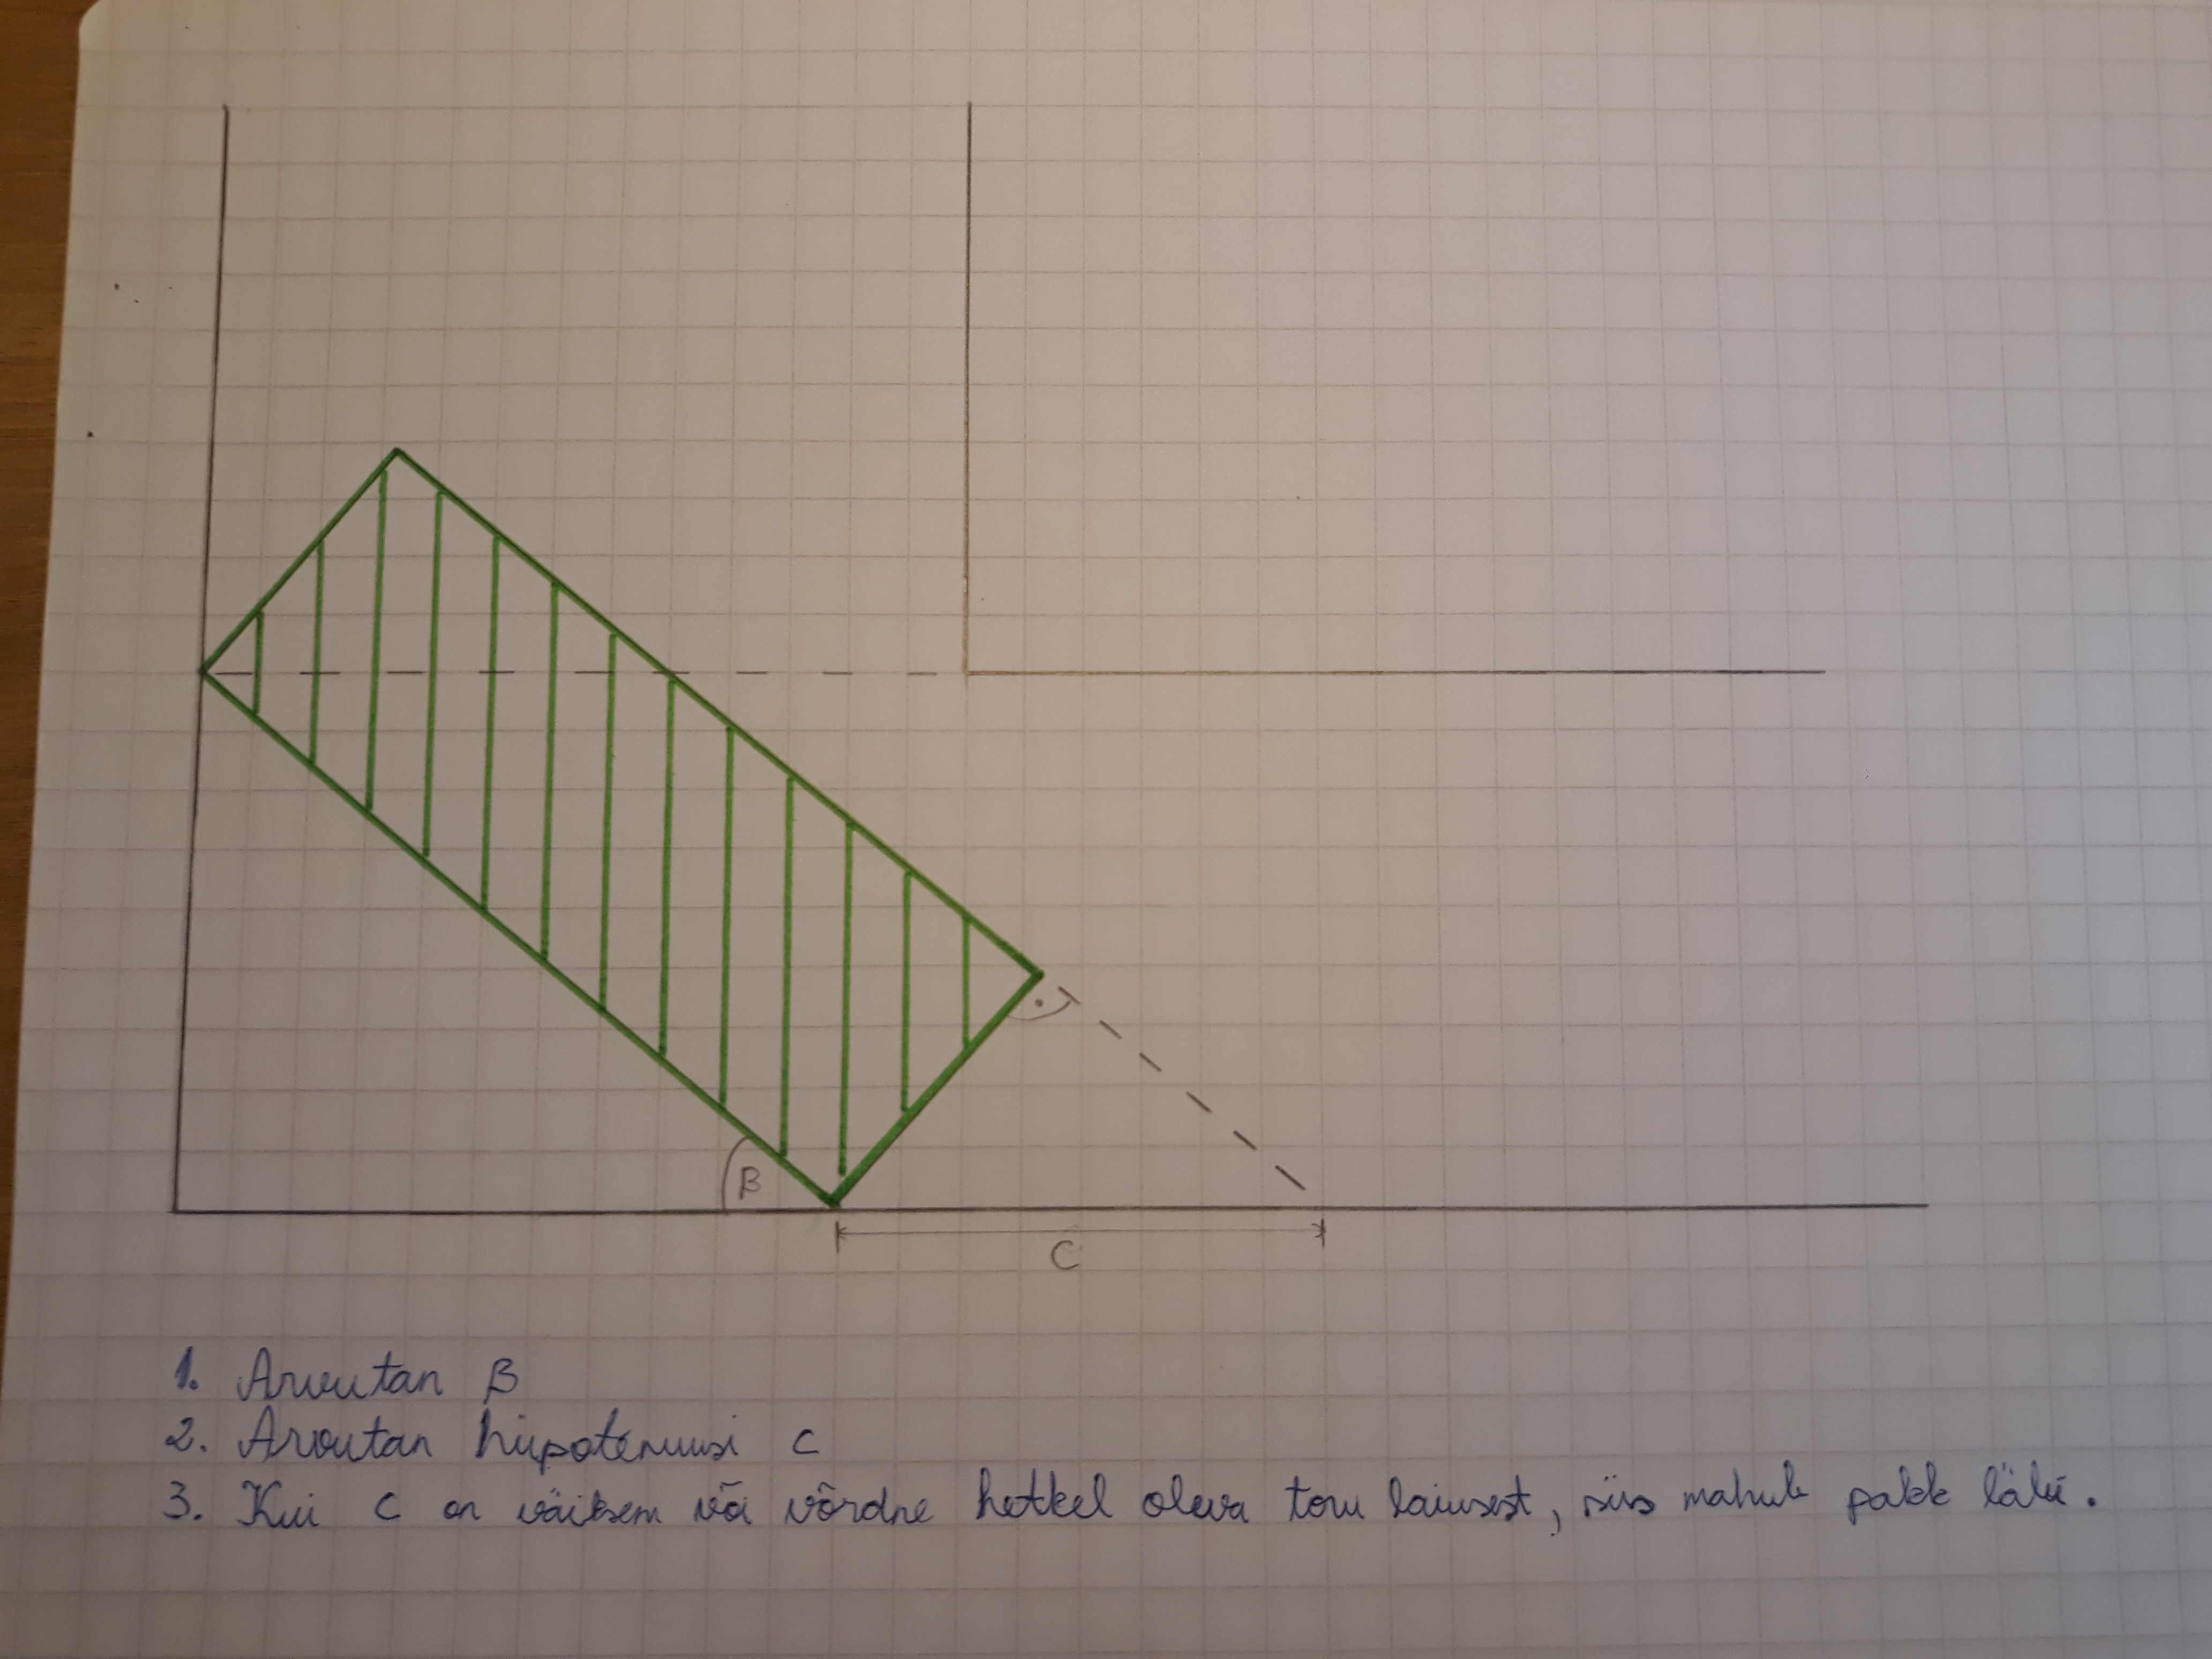 B
C
1. Arvutan B
2. Arvutan hüpotenuusi c
3. Kui c on väiksem või võrdne hetkel oleva toru laiusest, siis mahub pakk läbi.